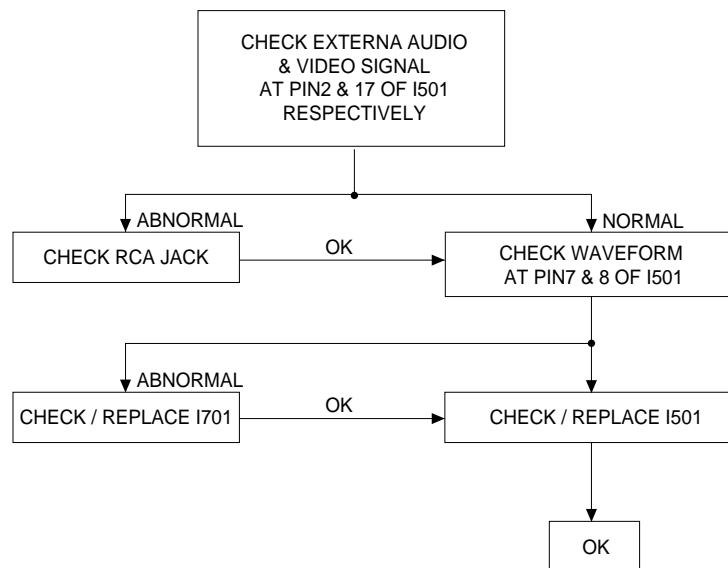 CHECK EXTERNA AUDIO
& VIDEO SIGNAL
AT PIN2 & 17 OF I501
RESPECTIVELY
ABNORMAL
NORMAL
CHECK RCA JACK
OK
CHECK WAVEFORM
AT PIN7 & 8 OF I501
ABNORMAL
CHECK / REPLACE I701
OK
CHECK / REPLACE I501
OK